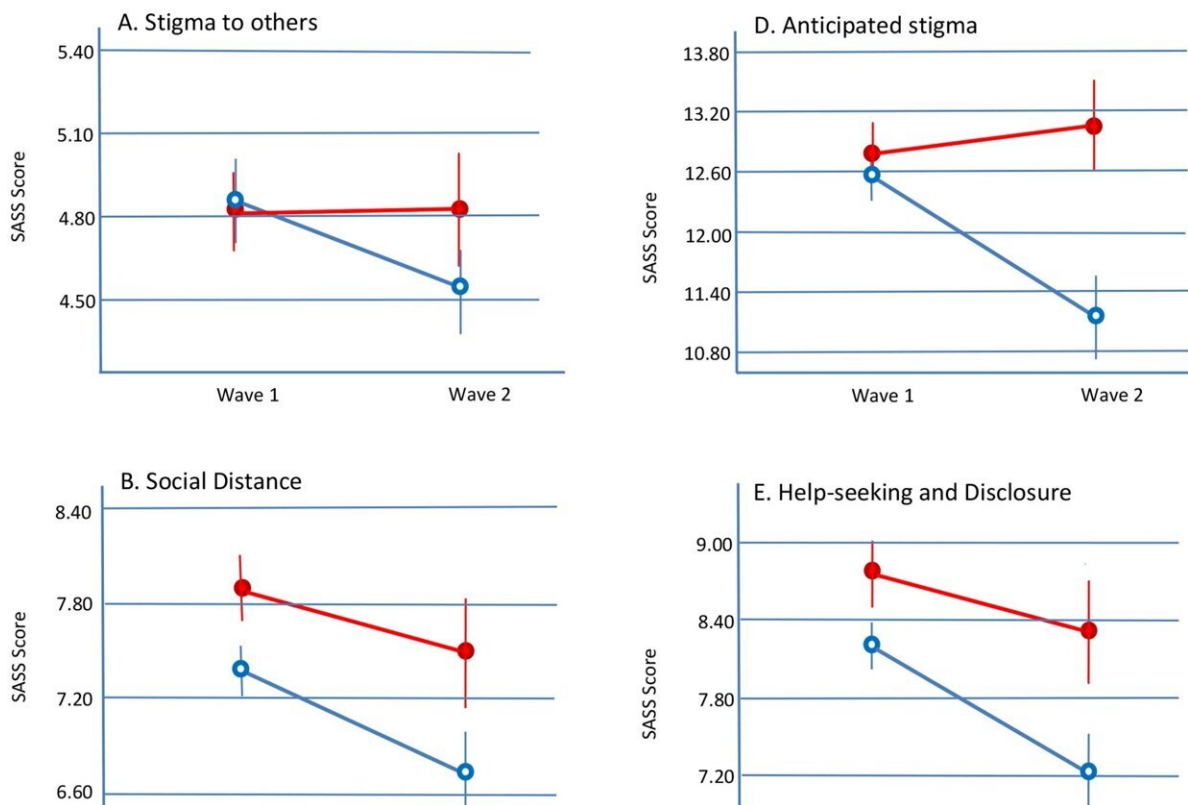 A. Stigma to others
5.40
5.10
4.80
4.50
SASS Score
Wave 1 Wave 2
D. Anticipated stigma
13.80
13.20
12.60
12.00
11.40
10.80
SASS Score
Wave 1 Wave 2
B. Social Distance
8.40
7.80
7.20
6.60
SASS Score
E. Help-seeking and Disclosure
9.00
8.40
7.80
7.20
SASS Score